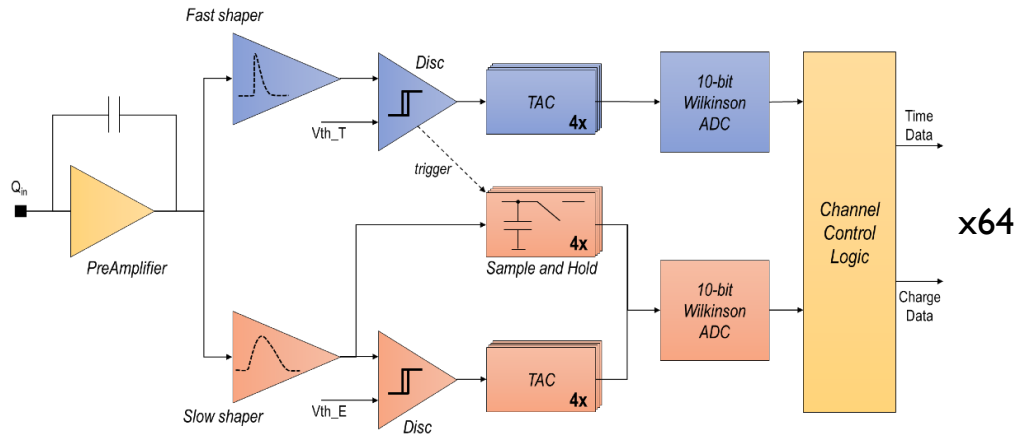 Fast shaper
Disc
Vth_T
TAC
4x
10-bit
Wilkinson
ADC
Time
Data
trigger
Qin
PreAmplifier
4x
Sample and Hold
Channel
Control
Logic
x64
10-bit
Wilkinson
ADC
Charge
Data
Slow shaper
Vth_E
Disc
TAC
4x